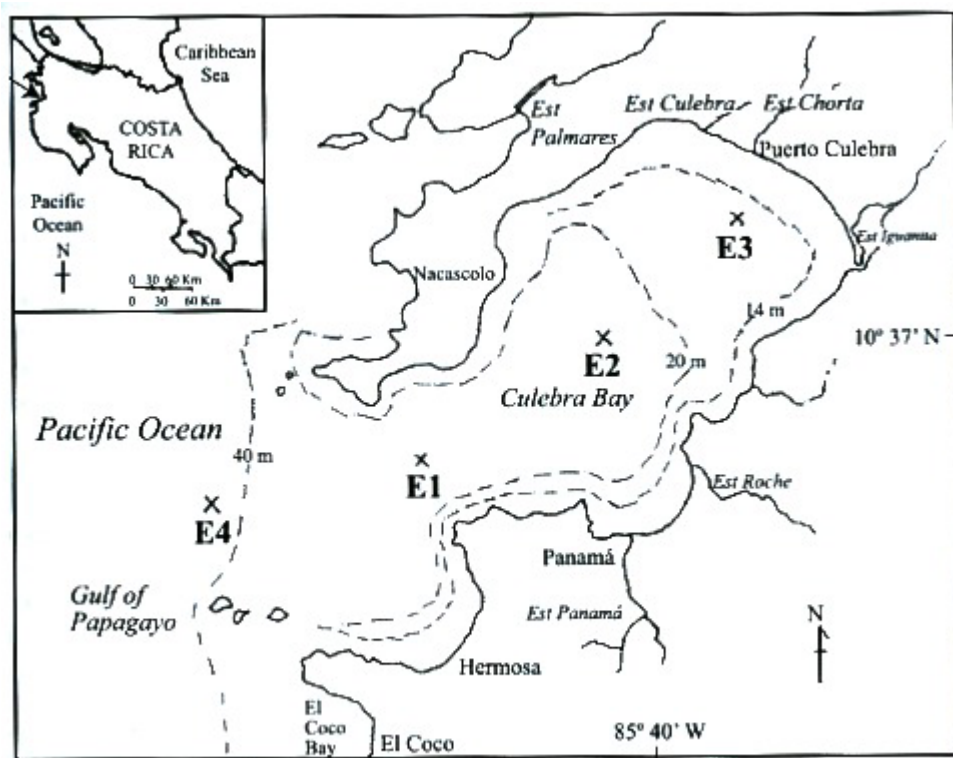 Caribbean
Sea
COSTA
RICA
Pacific
Ocean
N
0 30 60 Km
0 30 60 Km
Est
Palmares
Est Culebra
Est Chorta
Puerto Culebra
Est Iguanita
E3
Nacascolo
14 m
10º 37' N
E2
20 m
Culebra Bay
Pacific Ocean
40 m
E1
E4
Est Roche
Panamá
Gulf of
Papagayo
Est Panamá
N
Hermosa
El
Coco
Bay
El Coco
85º 40' W